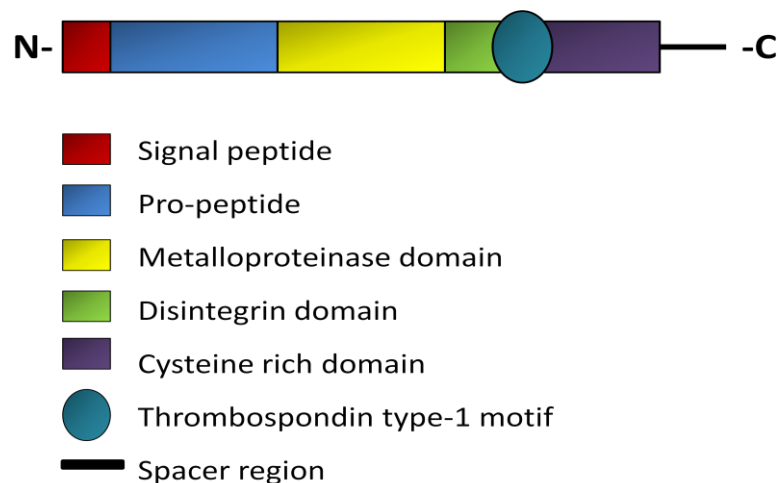 N- -C
Signal peptide
Pro-peptide
Metalloproteinase domain
Disintegrin domain
Cysteine rich domain
Thrombospondin type-1 motif
Spacer region